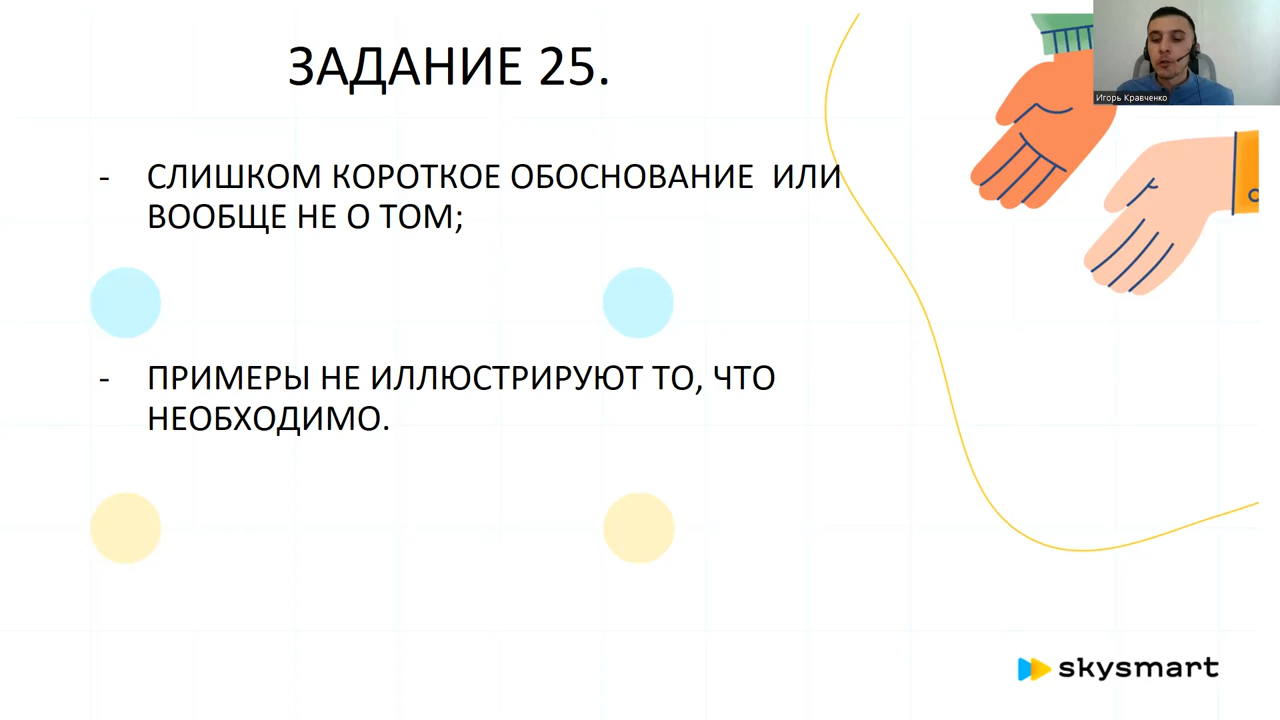 ЗАДАНИЕ 25.
Игорь Кравченко
- СЛИШКОМ КОРОТКОЕ ОБОСНОВАНИЕ ИЛИ
ВООБЩЕ НЕ О ТОМ;
- ПРИМЕРЫ НЕ ИЛЛЮСТРИРУЮТ ТО, ЧТО
НЕОБХОДИМО.
skysmart